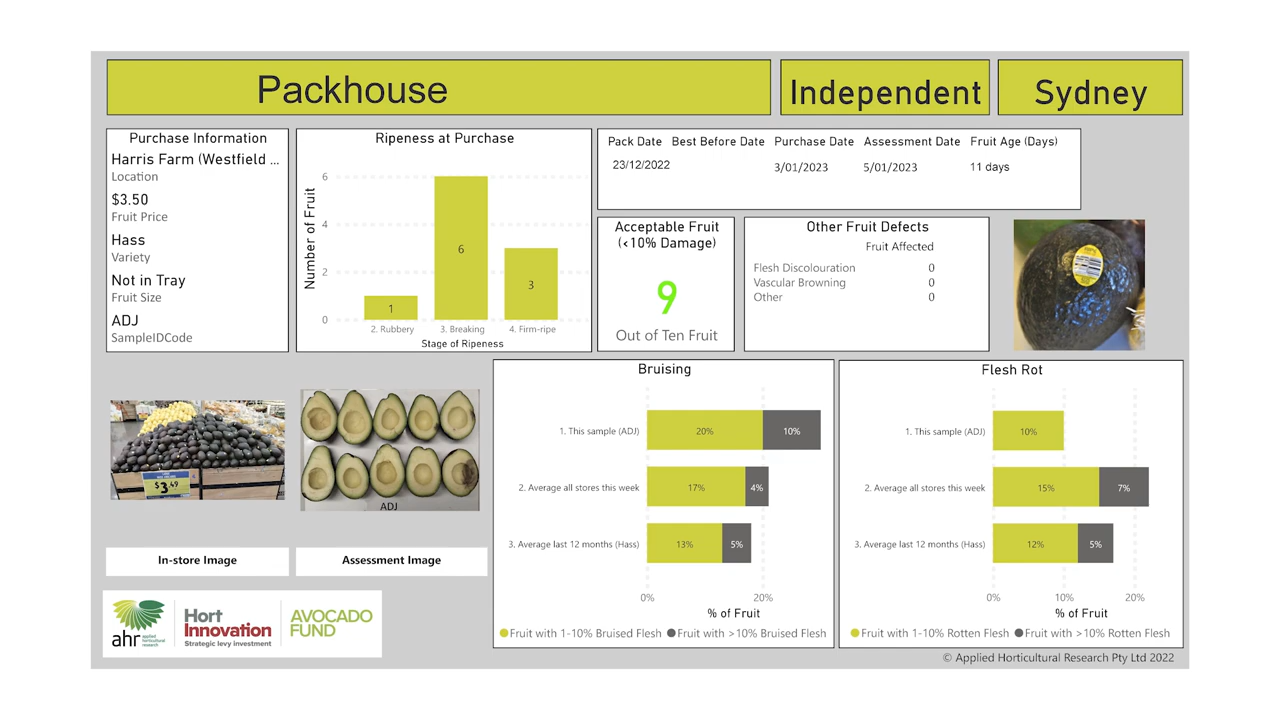 Packhouse
Independent
Sydney
Purchase Information
Harris Farm (Westfield ...
Location
$3.50
Fruit Price
Hass
Variety
Not in Tray
Fruit Size
ADJ
SampleIDCode
Ripeness at Purchase
Number of Fruit
6
4
2
0
1
6
3
2. Rubbery
3. Breaking
4. Firm-ripe
Stage of Ripeness
Pack Date Best Before Date Purchase Date Assessment Date Fruit Age (Days)
23/12/2022 3/01/2023 5/01/2023 11 days
Acceptable Fruit
(<10% Damage)
9
Out of Ten Fruit
Other Fruit Defects
Fruit Affected
Flesh Discolouration 0
Vascular Browning 0
Other 0
$3.49
ADJ
In-store Image
Assessment Image
Bruising
1. This sample (ADJ) 20% 10%
2. Average all stores this week 17% 4%
3. Average last 12 months (Hass) 13% 5%
0% 20%
% of Fruit
Fruit with 1-10% Bruised Flesh Fruit with >10% Bruised Flesh
Flesh Rot
1. This sample (ADJ) 10%
2. Average all stores this week 15% 7%
3. Average last 12 months (Hass) 12% 5%
0% 10% 20%
% of Fruit
Fruit with 1-10% Rotten Flesh Fruit with >10% Rotten Flesh
ahr applied horticultural research
Hort
Innovation
Strategic levy investment
AVOCADO
FUND
© Applied Horticultural Research Pty Ltd 2022